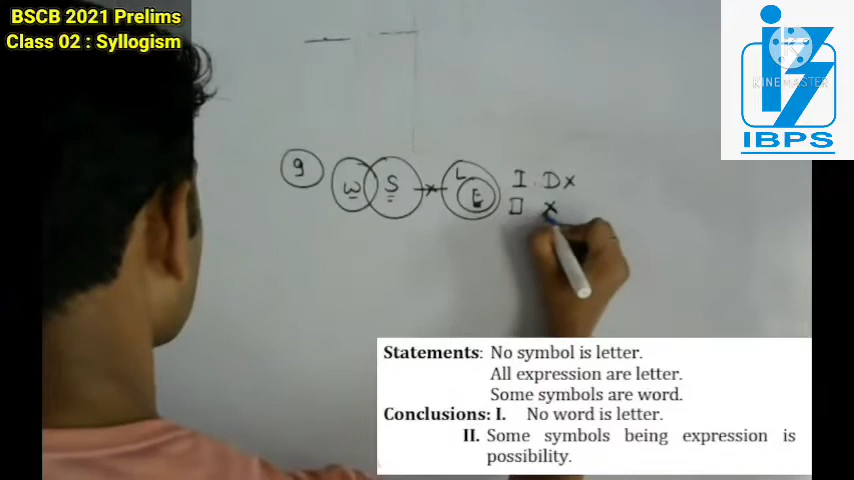 BSCB 2021 Prelims
Class 02 : Syllogism
KINEMASTER
IBPS
9 W S L E I. D X
II X
Statements: No symbol is letter.
All expression are letter.
Some symbols are word.
Conclusions: I. No word is letter.
II. Some symbols being expression is
possibility.